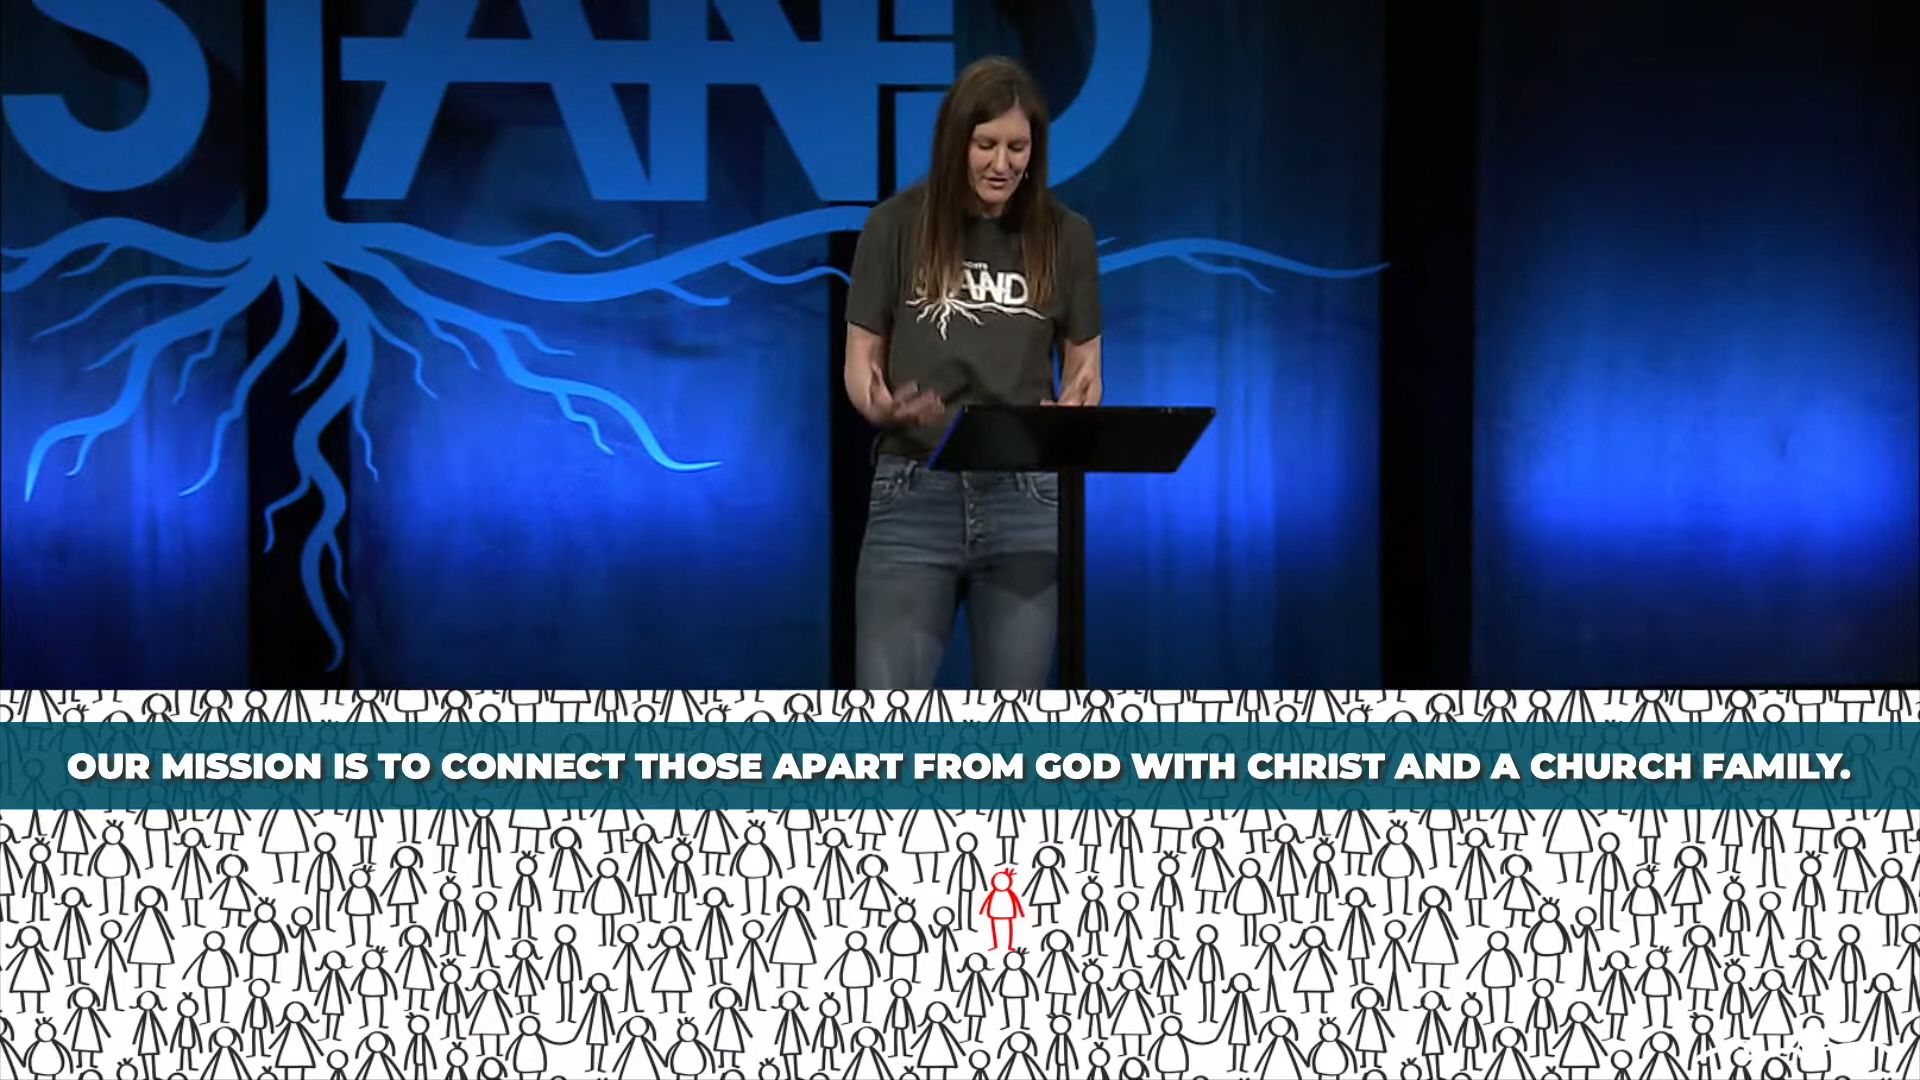 STAND
STAND
OUR MISSION IS TO CONNECT THOSE APART FROM GOD WITH CHRIST AND A CHURCH FAMILY.